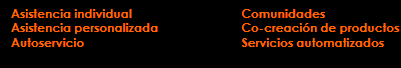 Asistencia individual
Asistencia personalizada
Autoservicio
Comunidades
Co-creación de productos
Servicios automatizados